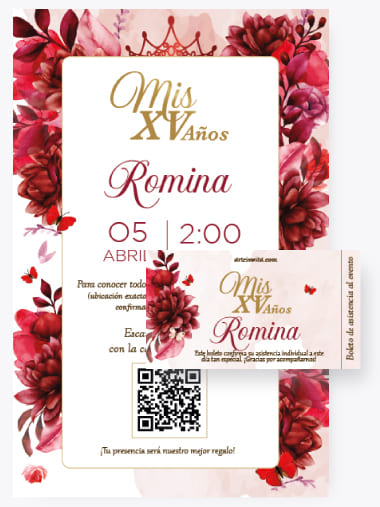 Mis
XV Años
Romina
05
ABRIL
2:00
Para conocer todo
(ubicación exacta
confirma
Esca
con la c
¡Tu presencia será nuestro mejor regalo!
arteinvita.com
Mis
XV Años
Romina
Este boleto confirma su asistencia individual a este
día tan especial. ¡Gracias por acompañarnos!
Boleto de asistencia al evento